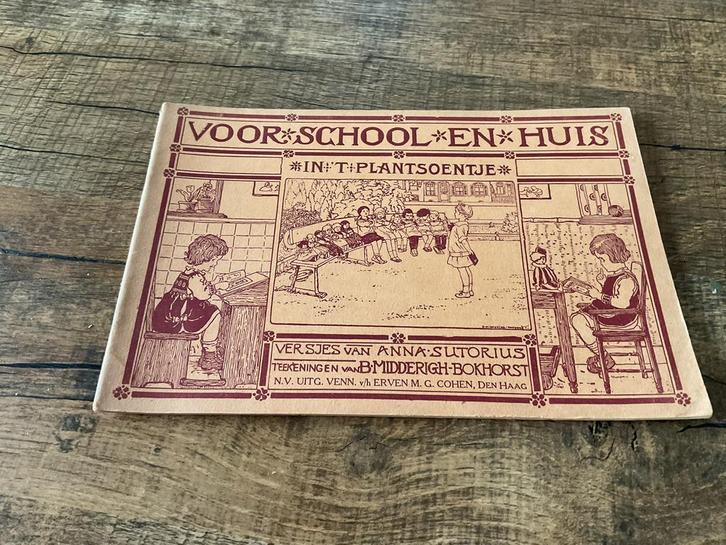 VOOR SCHOOL EN HUIS
IN 'T PLANTSOENTJE
VERSJES VAN ANNA SUTORIUS
TEEKENINGEN VAN B. MIDDERIGH-BOKHORST
N.V. UITG. VENN. v/h ERVEN M. G. COHEN, DEN HAAG